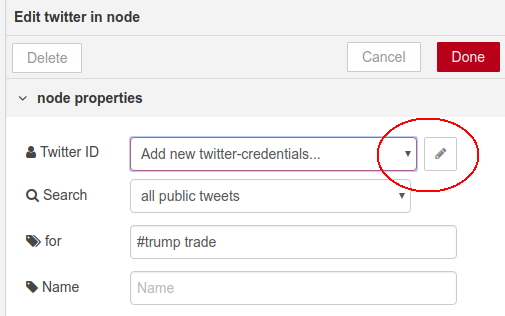 Edit twitter in node
Delete
Cancel
Done
node properties
Twitter ID
Add new twitter-credentials...
Search
all public tweets
for
#trump trade
Name
Name